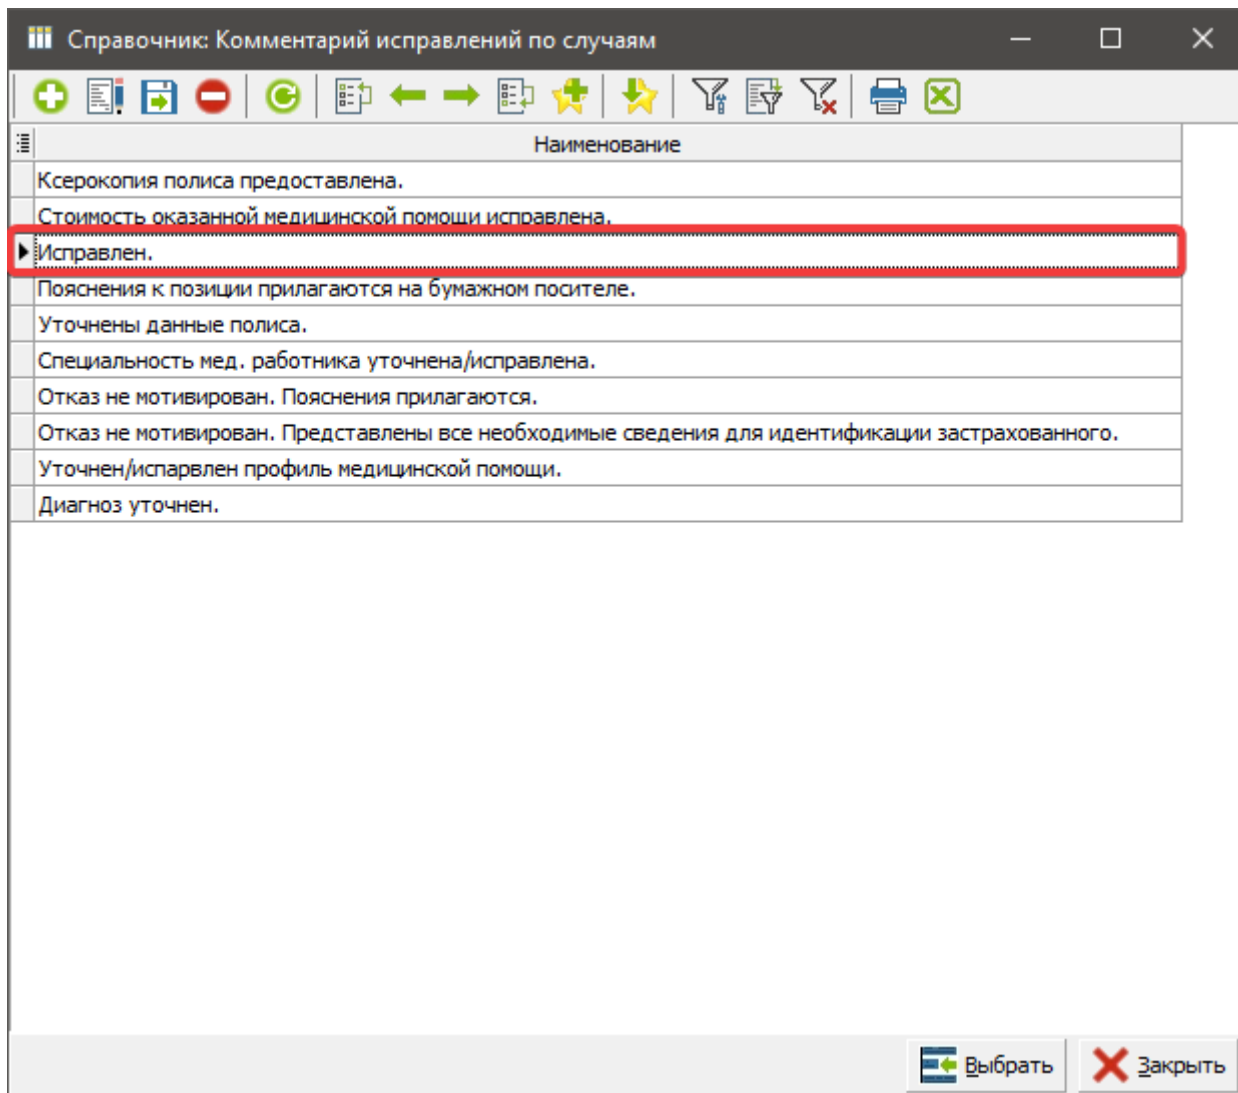 Справочник: Комментарий исправлений по случаям
Наименование
Ксерокопия полиса предоставлена.
Стоимость оказанной медицинской помощи исправлена.
Исправлен.
Пояснения к позиции прилагаются на бумажном посителе.
Уточнены данные полиса.
Специальность мед. работника уточнена/исправлена.
Отказ не мотивирован. Пояснения прилагаются.
Отказ не мотивирован. Представлены все необходимые сведения для идентификации застрахованного.
Уточнен/испарвлен профиль медицинской помощи.
Диагноз уточнен.
Выбрать
Закрыть